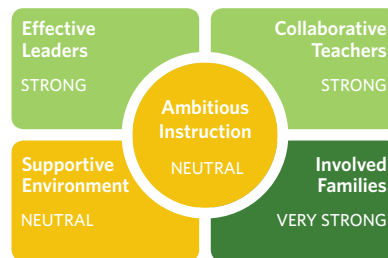 Effective
Leaders
STRONG
Collaborative
Teachers
STRONG
Ambitious
Instruction
NEUTRAL
Supportive
Environment
NEUTRAL
Involved
Families
VERY STRONG